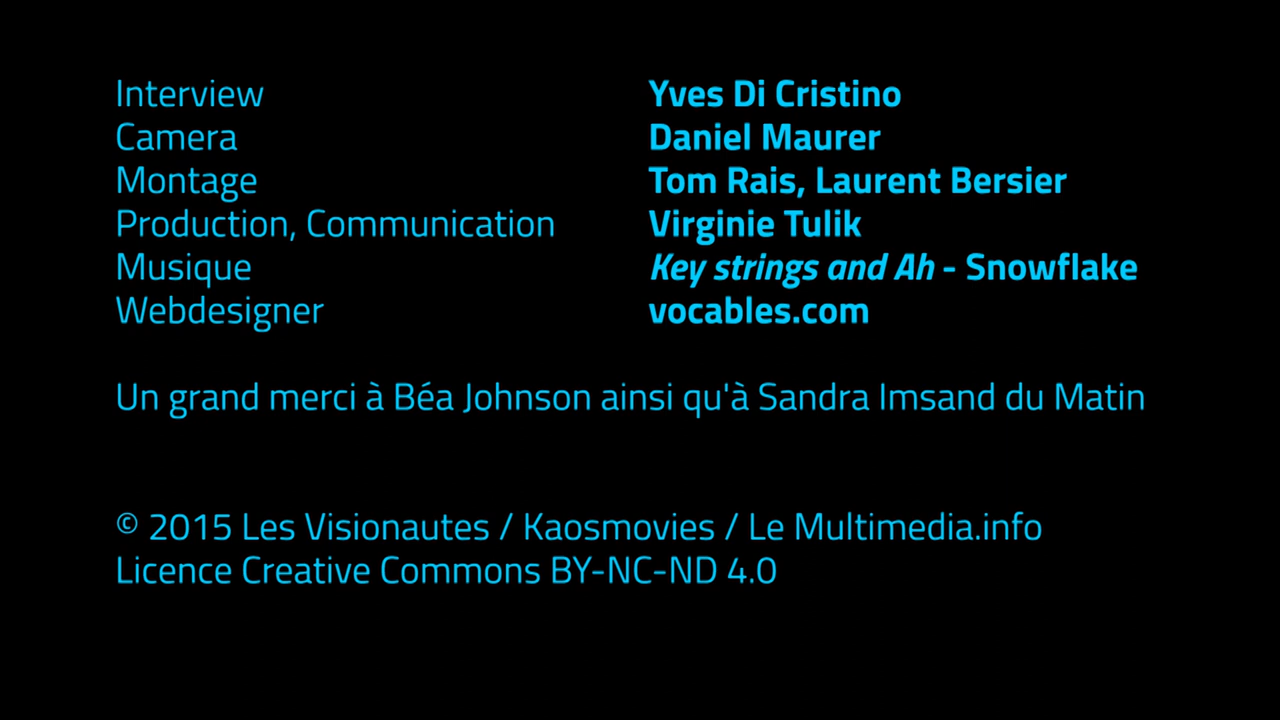 Interview Yves Di Cristino
Camera Daniel Maurer
Montage Tom Rais, Laurent Bersier
Production, Communication Virginie Tulik
Musique Key strings and Ah - Snowflake
Webdesigner vocables.com
Un grand merci à Béa Johnson ainsi qu'à Sandra Imsand du Matin
© 2015 Les Visionautes / Kaosmovies / Le Multimedia.info
Licence Creative Commons BY-NC-ND 4.0